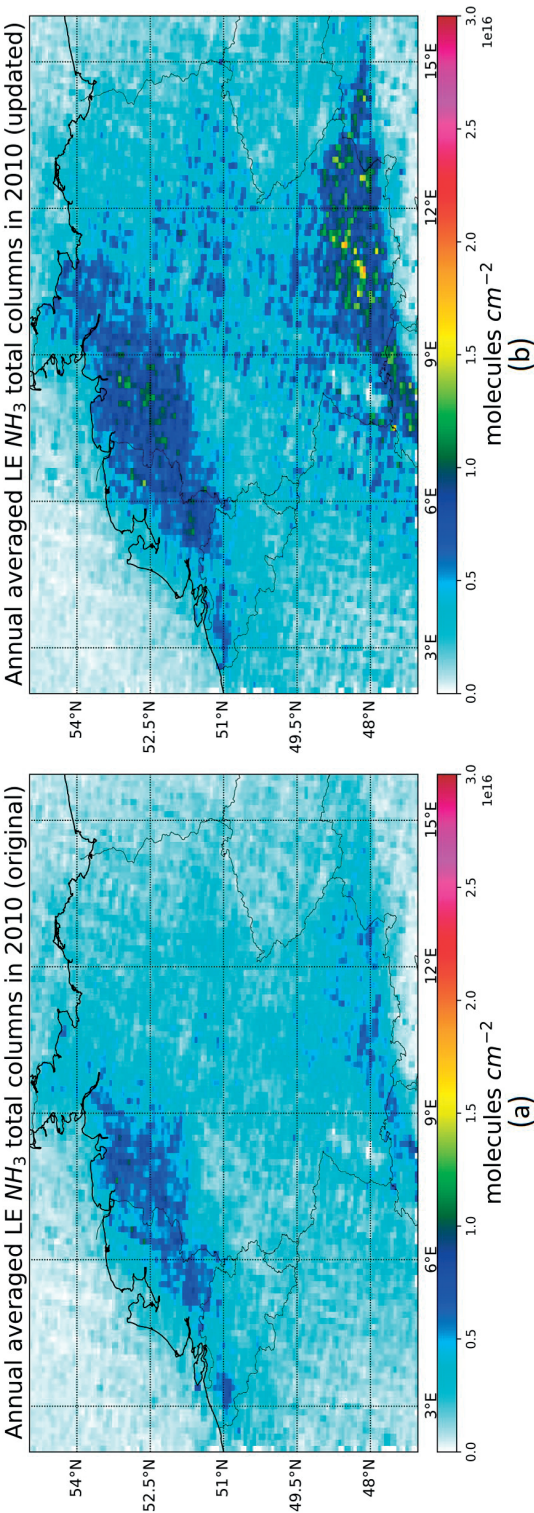 Annual averaged LE NH3 total columns in 2010 (original)
54°N
52.5°N
51°N
49.5°N
48°N
3°E 6°E 9°E 12°E 15°E
0.0 0.5 1.0 1.5 2.0 2.5 3.0
1e16
molecules cm−2
(a)
Annual averaged LE NH3 total columns in 2010 (updated)
54°N
52.5°N
51°N
49.5°N
48°N
3°E 6°E 9°E 12°E 15°E
0.0 0.5 1.0 1.5 2.0 2.5 3.0
1e16
molecules cm−2
(b)